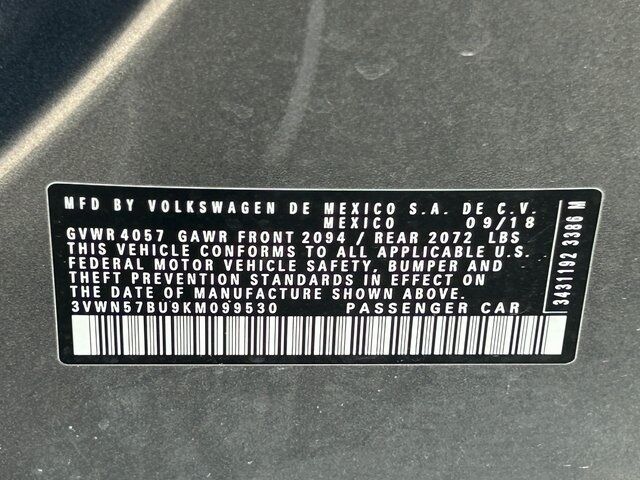 MFD BY VOLKSWAGEN DE MEXICO S.A. DE C.V.
MEXICO 09/18
GVWR 4057 GAWR FRONT 2094 / REAR 2072 LBS
THIS VEHICLE CONFORMS TO ALL APPLICABLE U.S.
FEDERAL MOTOR VEHICLE SAFETY, BUMPER AND
THEFT PREVENTION STANDARDS IN EFFECT ON
THE DATE OF MANUFACTURE SHOWN ABOVE.
3VWN57BU9KM099530 PASSENGER CAR
3431192 3386 M